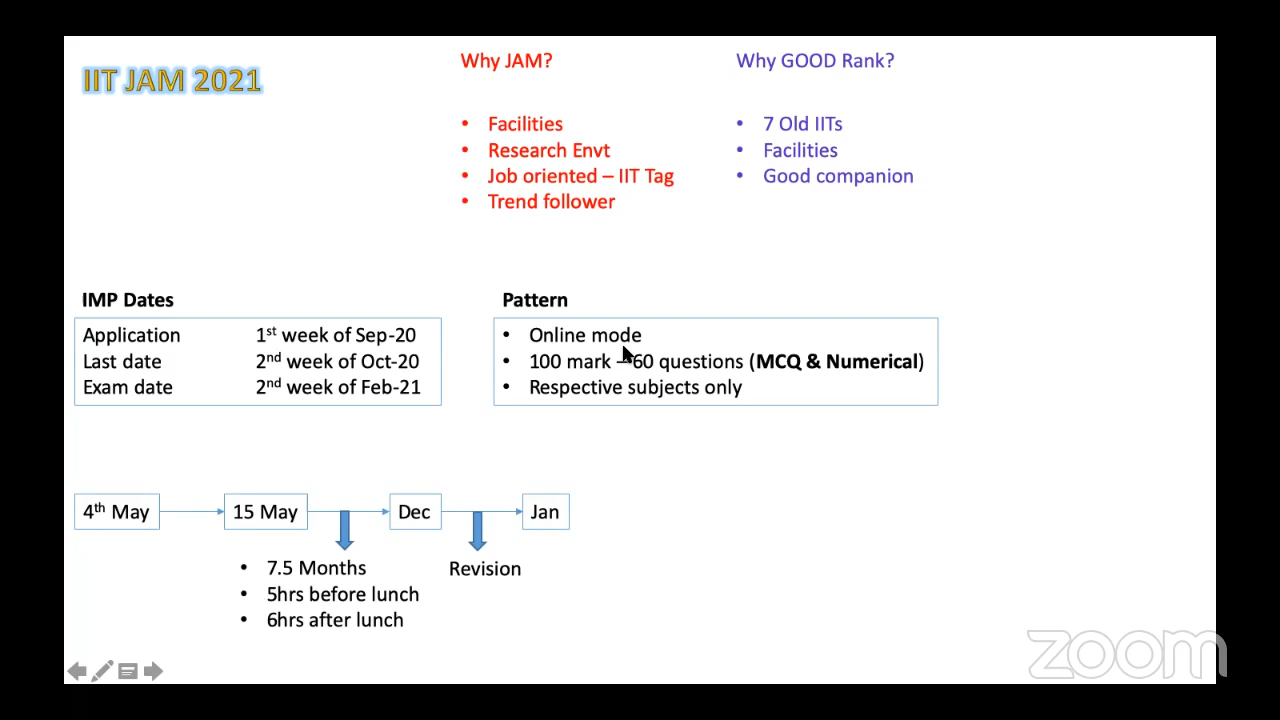 IIT JAM 2021
Why JAM?
• Facilities
• Research Envt
• Job oriented – IIT Tag
• Trend follower
Why GOOD Rank?
• 7 Old IITs
• Facilities
• Good companion
IMP Dates
Application 1st week of Sep-20
Last date 2nd week of Oct-20
Exam date 2nd week of Feb-21
Pattern
• Online mode
• 100 mark – 60 questions (MCQ & Numerical)
• Respective subjects only
4th May 15 May Dec Jan
• 7.5 Months
• 5hrs before lunch
• 6hrs after lunch
Revision
zoom